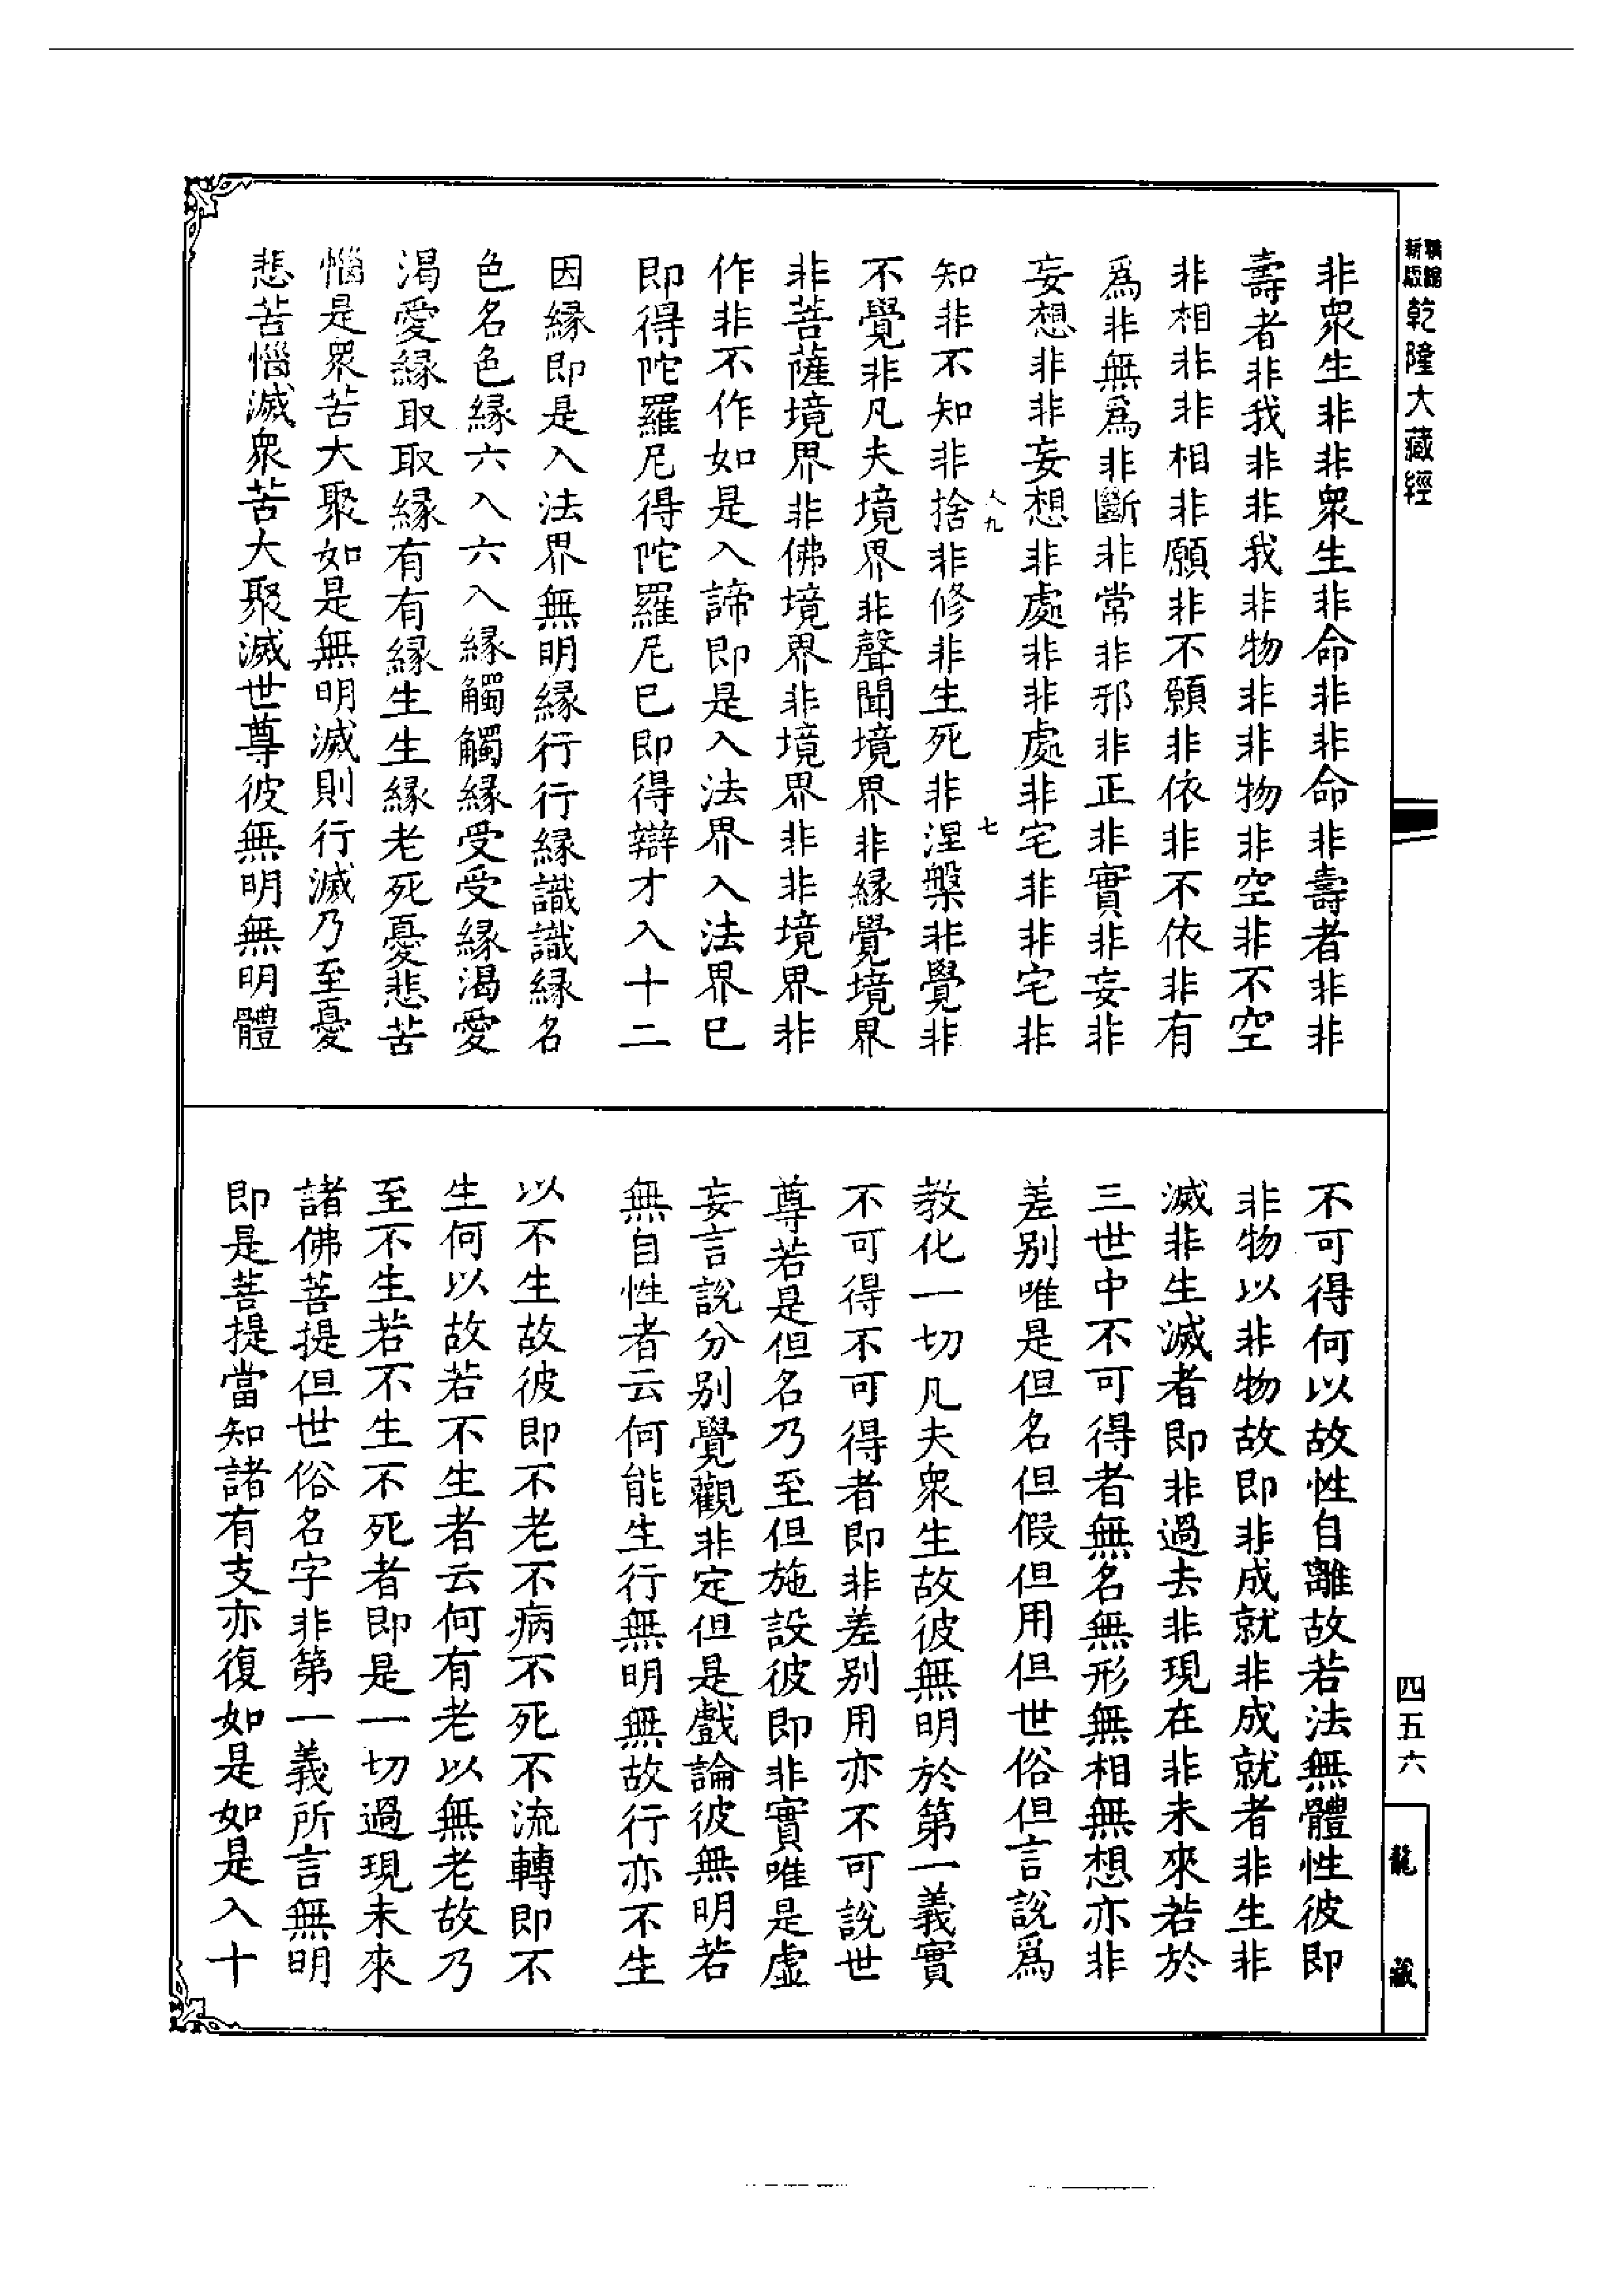 乾隆大藏經
非衆生非非衆生非命非非命非壽者非非
壽者非我非非我非物非非物非空非不空
非相非非相非願非不願非依非不依非有
爲非無爲非斷非常非邪非正非實非妄非
妄想非非妄想非處非非處非宅非非宅非
知非不知非捨非修非生死非涅槃非覺非
八九
七
不覺非凡夫境界非聲聞境界非緣覺境界
非菩薩境界非佛境界非境界非非境界非
作非不作如是入諦即是入法界入法界已
即得陀羅尼得陀羅尼已即得辯才入十二
因緣即是入法界無明緣行行緣識識緣名
色名色緣六入六入緣觸觸緣受受緣渴愛
渴愛緣取取緣有有緣生生緣老死憂悲苦
惱是衆苦大聚如是無明滅則行滅乃至憂
悲苦惱滅衆苦大聚滅世尊彼無明無明體
不可得何以故性自離故若法無體性彼即
非物以非物故即非成就非成就者非生非
滅非生滅者即非過去非現在非未來若於
三世中不可得者無名無形無相無想亦非
差別唯是但名但假但用但世俗但言說爲
教化一切凡夫衆生故彼無明於第一義實
不可得不可得者即非差別用亦不可說世
尊若是但名乃至但施設彼即非實唯是虛
妄言說分別覺觀非定但是戲論彼無明若
無自性者云何能生行無明無故行亦不生
以不生故彼即不老不病不死不流轉即不
生何以故若不生者云何有老以無老故乃
至不生若不生不死者即是一切過現未來
諸佛菩提但世俗名字非第一義所言無明
即是菩提當知諸有支亦復如是如是入十
四五六
龍藏